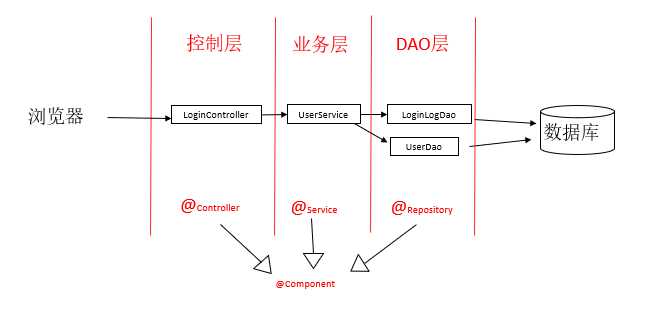 控制层
业务层
DAO层
浏览器
LoginController
UserService
LoginLogDao
数据库
UserDao
@Controller
@Service
@Repository
@Component